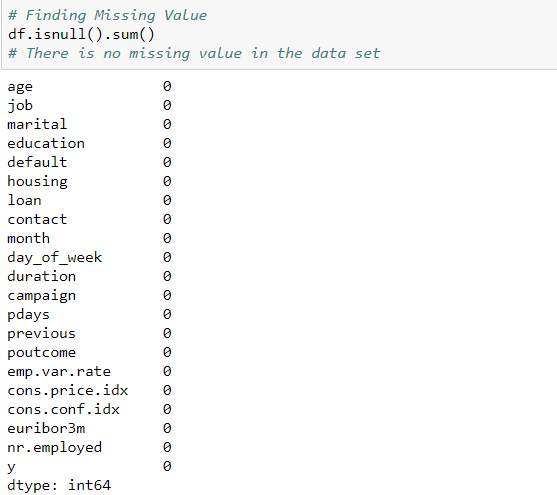 # Finding Missing Value
df.isnull().sum()
# There is no missing value in the data set
age 0
job 0
marital 0
education 0
default 0
housing 0
loan 0
contact 0
month 0
day_of_week 0
duration 0
campaign 0
pdays 0
previous 0
poutcome 0
emp.var.rate 0
cons.price.idx 0
cons.conf.idx 0
euribor3m 0
nr.employed 0
y 0
dtype: int64